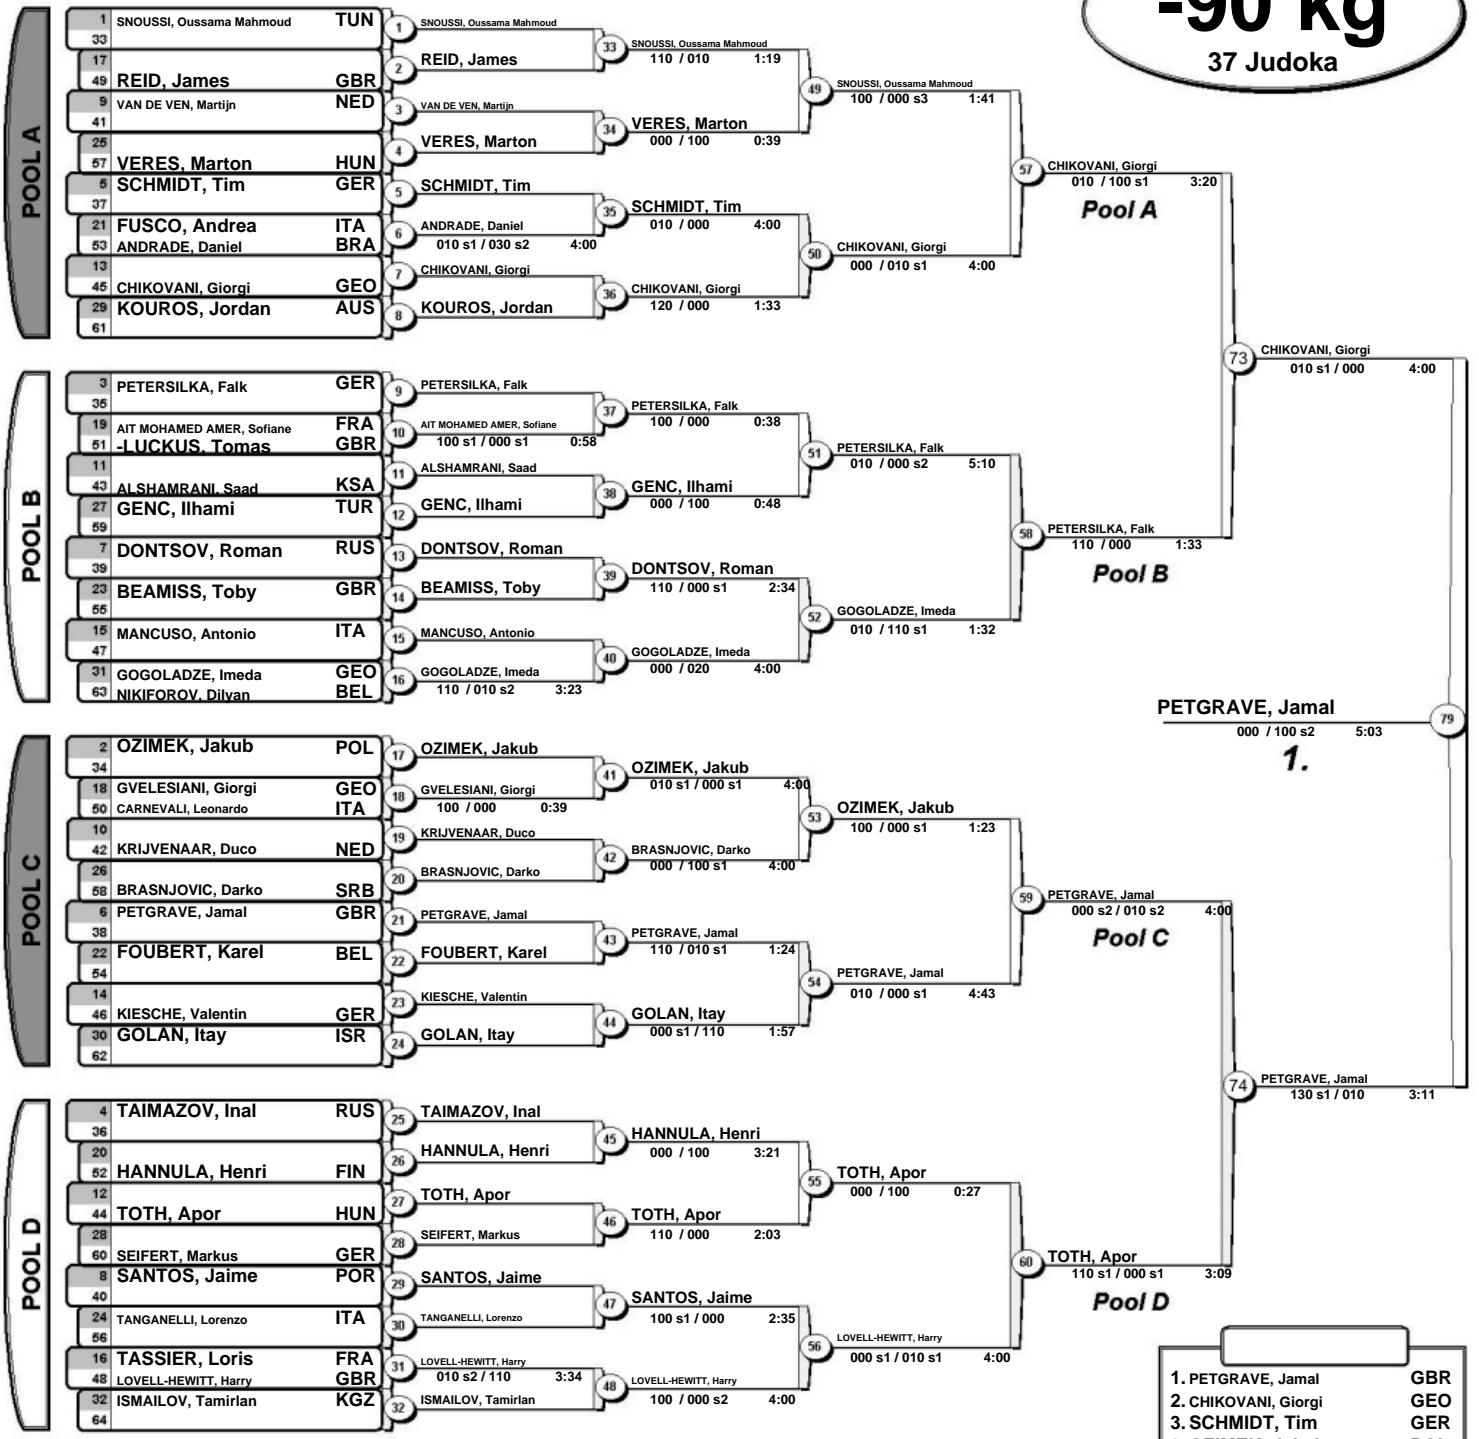 -90 kg
37 Judoka
POOL A
1 SNOUSSI, Oussama Mahmoud TUN
33
17
49 REID, James GBR
9 VAN DE VEN, Martijn NED
41
25
57 VERES, Marton HUN
5 SCHMIDT, Tim GER
37
21 FUSCO, Andrea ITA
53 ANDRADE, Daniel BRA
13
45 CHIKOVANI, Giorgi GEO
29 KOUROS, Jordan AUS
61
1 SNOUSSI, Oussama Mahmoud
2 REID, James
3 VAN DE VEN, Martijn
4 VERES, Marton
5 SCHMIDT, Tim
6 ANDRADE, Daniel
010 s1 / 030 s2 4:00
7 CHIKOVANI, Giorgi
8 KOUROS, Jordan
33 SNOUSSI, Oussama Mahmoud
110 / 010 1:19
34 VERES, Marton
000 / 100 0:39
35 SCHMIDT, Tim
010 / 000 4:00
36 CHIKOVANI, Giorgi
120 / 000 1:33
49 SNOUSSI, Oussama Mahmoud
100 / 000 s3 1:41
50 CHIKOVANI, Giorgi
000 / 010 s1 4:00
57 CHIKOVANI, Giorgi
010 / 100 s1 3:20
Pool A
POOL B
3 PETERSILKA, Falk GER
35
19 AIT MOHAMED AMER, Sofiane FRA
51 -LUCKUS, Tomas GBR
11
43 ALSHAMRANI, Saad KSA
27 GENC, Ilhami TUR
59
7 DONTSOV, Roman RUS
39
23 BEAMISS, Toby GBR
55
15 MANCUSO, Antonio ITA
47
31 GOGOLADZE, Imeda GEO
63 NIKIFOROV, Dilyan BEL
9 PETERSILKA, Falk
10 AIT MOHAMED AMER, Sofiane
100 s1 / 000 s1 0:58
11 ALSHAMRANI, Saad
12 GENC, Ilhami
13 DONTSOV, Roman
14 BEAMISS, Toby
15 MANCUSO, Antonio
16 GOGOLADZE, Imeda
110 / 010 s2 3:23
37 PETERSILKA, Falk
100 / 000 0:38
38 GENC, Ilhami
000 / 100 0:48
39 DONTSOV, Roman
110 / 000 s1 2:34
40 GOGOLADZE, Imeda
000 / 020 4:00
51 PETERSILKA, Falk
010 / 000 s2 5:10
52 GOGOLADZE, Imeda
010 / 110 s1 1:32
58 PETERSILKA, Falk
110 / 000 1:33
Pool B
73 CHIKOVANI, Giorgi
010 s1 / 000 4:00
PETGRAVE, Jamal 79
000 / 100 s2 5:03
1.
POOL C
2 OZIMEK, Jakub POL
34
18 GVELESIANI, Giorgi GEO
50 CARNEVALI, Leonardo ITA
10
42 KRIJVENAAR, Duco NED
26
58 BRASNJOVIC, Darko SRB
6 PETGRAVE, Jamal GBR
38
22 FOUBERT, Karel BEL
54
14
46 KIESCHE, Valentin GER
30 GOLAN, Itay ISR
62
17 OZIMEK, Jakub
18 GVELESIANI, Giorgi
100 / 000 0:39
19 KRIJVENAAR, Duco
20 BRASNJOVIC, Darko
21 PETGRAVE, Jamal
22 FOUBERT, Karel
23 KIESCHE, Valentin
24 GOLAN, Itay
41 OZIMEK, Jakub
010 s1 / 000 s1 4:00
42 BRASNJOVIC, Darko
000 / 100 s1 4:00
43 PETGRAVE, Jamal
110 / 010 s1 1:24
44 GOLAN, Itay
000 s1 / 110 1:57
53 OZIMEK, Jakub
100 / 000 s1 1:23
54 PETGRAVE, Jamal
010 / 000 s1 4:43
59 PETGRAVE, Jamal
000 s2 / 010 s2 4:00
Pool C
POOL D
4 TAIMAZOV, Inal RUS
36
20
52 HANNULA, Henri FIN
12
44 TOTH, Apor HUN
28
60 SEIFERT, Markus GER
8 SANTOS, Jaime POR
40
24 TANGANELLI, Lorenzo ITA
56
16 TASSIER, Loris FRA
48 LOVELL-HEWITT, Harry GBR
32 ISMAILOV, Tamirlan KGZ
64
25 TAIMAZOV, Inal
26 HANNULA, Henri
27 TOTH, Apor
28 SEIFERT, Markus
29 SANTOS, Jaime
30 TANGANELLI, Lorenzo
31 LOVELL-HEWITT, Harry
010 s2 / 110 3:34
32 ISMAILOV, Tamirlan
45 HANNULA, Henri
000 / 100 3:21
46 TOTH, Apor
110 / 000 2:03
47 SANTOS, Jaime
100 s1 / 000 2:35
48 LOVELL-HEWITT, Harry
100 / 000 s2 4:00
55 TOTH, Apor
000 / 100 0:27
56 LOVELL-HEWITT, Harry
000 s1 / 010 s1 4:00
60 TOTH, Apor
110 s1 / 000 s1 3:09
Pool D
74 PETGRAVE, Jamal
130 s1 / 010 3:11
1. PETGRAVE, Jamal GBR
2. CHIKOVANI, Giorgi GEO
3. SCHMIDT, Tim GER